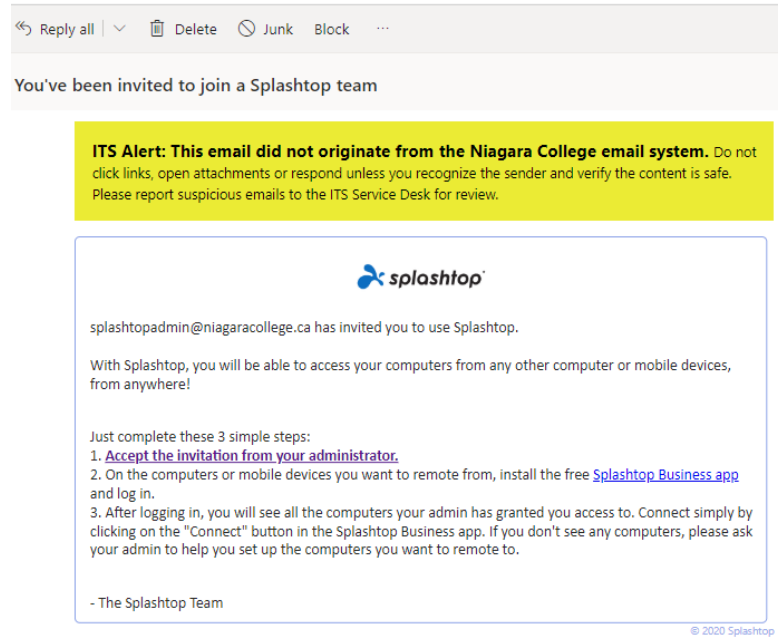 Reply all Delete Junk Block ...
You've been invited to join a Splashtop team
ITS Alert: This email did not originate from the Niagara College email system. Do not
click links, open attachments or respond unless you recognize the sender and verify the content is safe.
Please report suspicious emails to the ITS Service Desk for review.
splashtop
splashtopadmin@niagaracollege.ca has invited you to use Splashtop.
With Splashtop, you will be able to access your computers from any other computer or mobile devices,
from anywhere!
Just complete these 3 simple steps:
1. Accept the invitation from your administrator.
2. On the computers or mobile devices you want to remote from, install the free Splashtop Business app
and log in.
3. After logging in, you will see all the computers your admin has granted you access to. Connect simply by
clicking on the "Connect" button in the Splashtop Business app. If you don't see any computers, please ask
your admin to help you set up the computers you want to remote to.
- The Splashtop Team
© 2020 Splashtop